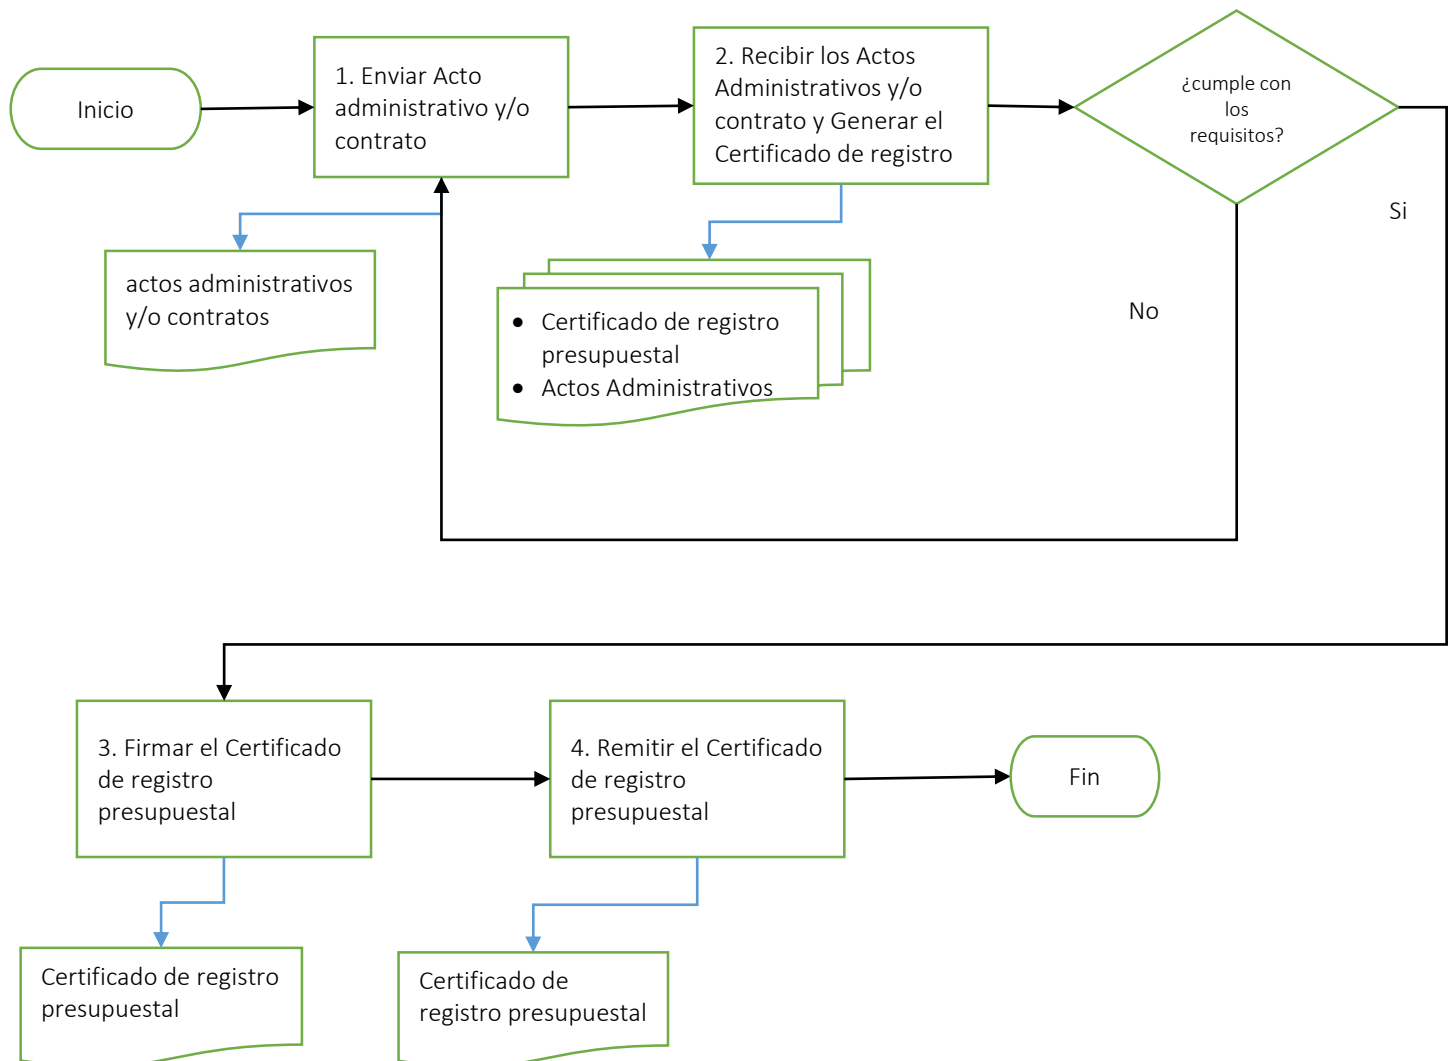 Inicio
1. Enviar Acto
administrativo y/o
contrato
2. Recibir los Actos
Administrativos y/o
contrato y Generar el
Certificado de registro
¿cumple con
los
requisitos?
Si
No
actos administrativos
y/o contratos
• Certificado de registro
presupuestal
• Actos Administrativos
3. Firmar el Certificado
de registro
presupuestal
4. Remitir el Certificado
de registro
presupuestal
Fin
Certificado de registro
presupuestal
Certificado de
registro presupuestal